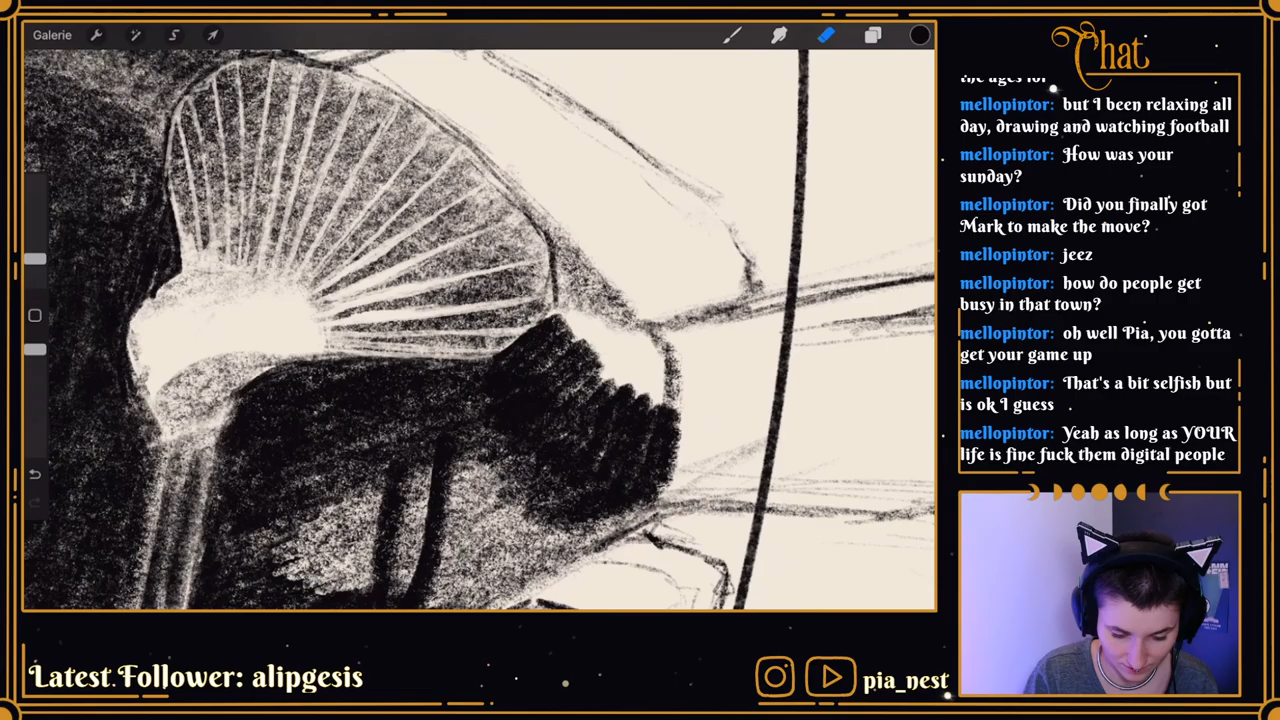 Galerie
Chat
the ages for
mellopintor: but I been relaxing all
day, drawing and watching football
mellopintor: How was your
sunday?
mellopintor: Did you finally got
Mark to make the move?
mellopintor: jeez
mellopintor: how do people get
busy in that town?
mellopintor: oh well Pia, you gotta
get your game up
mellopintor: That's a bit selfish but
is ok I guess .
mellopintor: Yeah as long as YOUR
life is fine fuck them digital people
Latest Follower: alipgesis
pia_nest